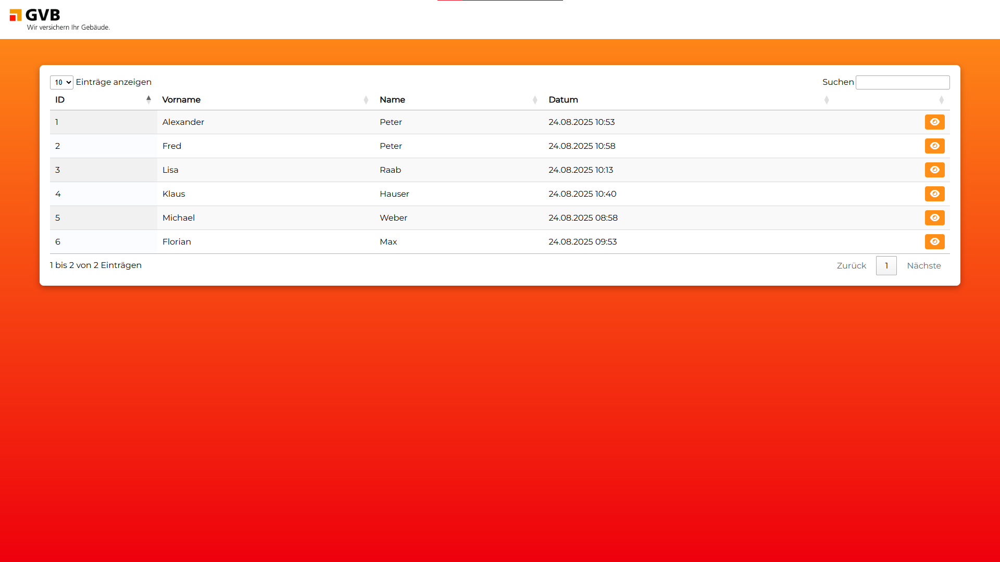 GVB
Wir versichern Ihr Gebäude.
10 Einträge anzeigen Suchen
ID Vorname Name Datum
1 Alexander Peter 24.08.2025 10:53
2 Fred Peter 24.08.2025 10:58
3 Lisa Raab 24.08.2025 10:13
4 Klaus Hauser 24.08.2025 10:40
5 Michael Weber 24.08.2025 08:58
6 Florian Max 24.08.2025 09:53
1 bis 2 von 2 Einträgen Zurück 1 Nächste